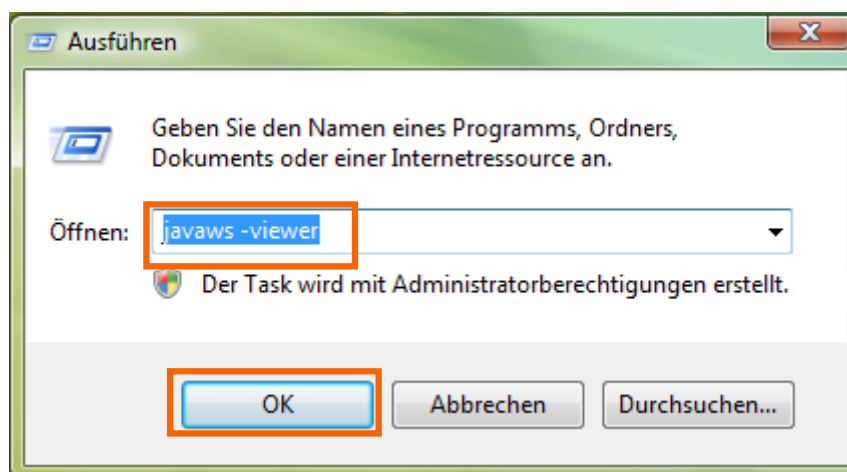 Ausführen
Geben Sie den Namen eines Programms, Ordners,
Dokuments oder einer Internetressource an.
Öffnen: javaws -viewer
Der Task wird mit Administratorberechtigungen erstellt.
OK Abbrechen Durchsuchen...